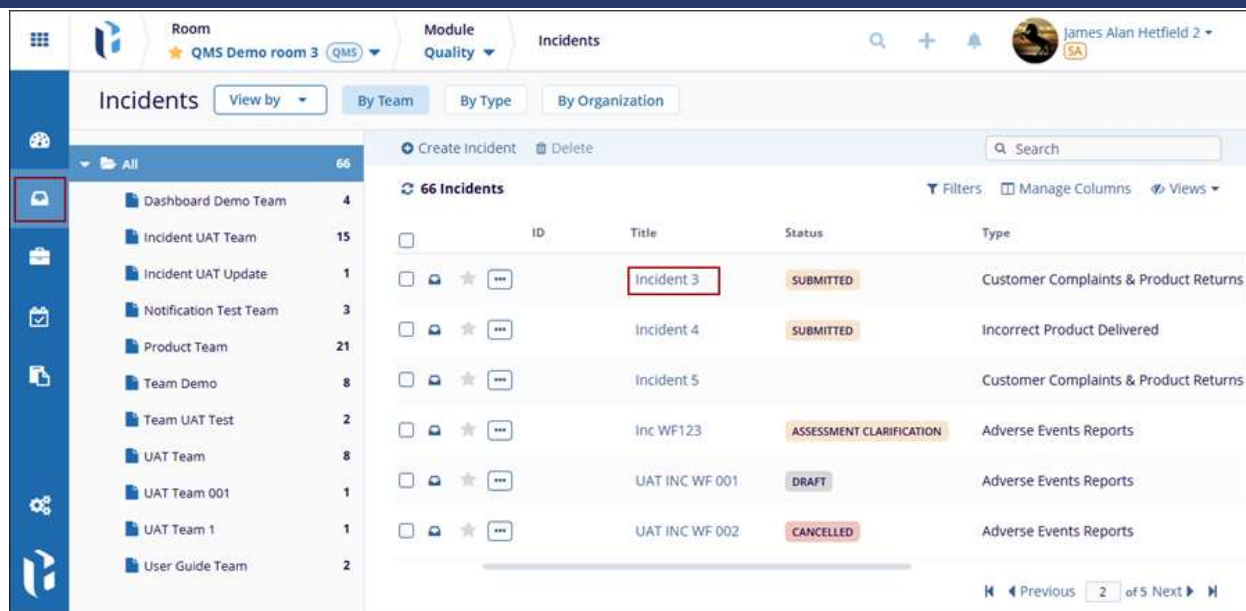 Room
QMS Demo room 3 QMS
Module
Quality
Incidents
James Alan Hetfield 2
SA
Incidents View by By Team By Type By Organization
Create Incident Delete Search
All 66
66 Incidents Filters Manage Columns Views
Dashboard Demo Team 4
Incident UAT Team 15
Incident UAT Update 1
Notification Test Team 3
Product Team 21
Team Demo 8
Team UAT Test 2
UAT Team 8
UAT Team 001 1
UAT Team 1 1
User Guide Team 2
ID Title Status Type
Incident 3 SUBMITTED Customer Complaints & Product Returns
Incident 4 SUBMITTED Incorrect Product Delivered
Incident 5 Customer Complaints & Product Returns
Inc WF123 ASSESSMENT CLARIFICATION Adverse Events Reports
UAT INC WF 001 DRAFT Adverse Events Reports
UAT INC WF 002 CANCELLED Adverse Events Reports
Previous 2 of 5 Next